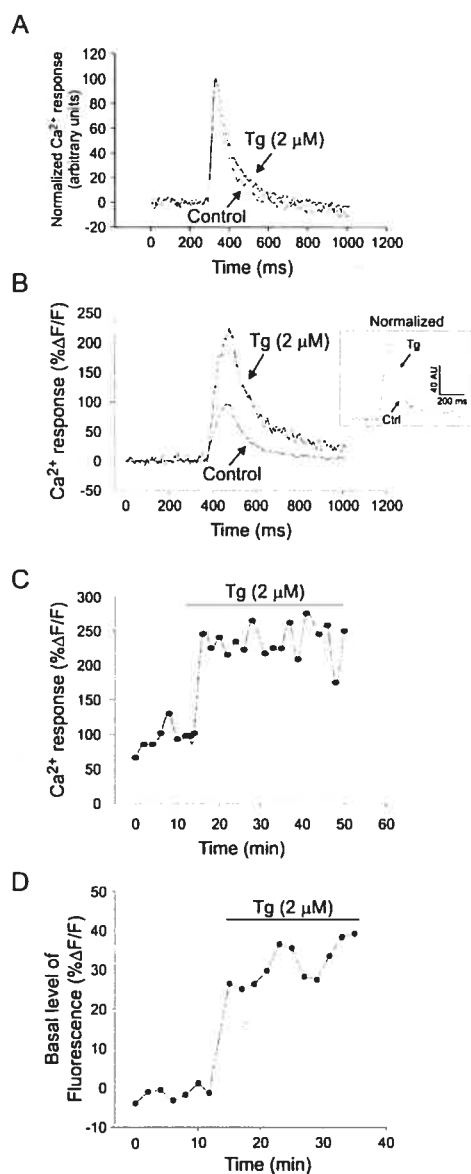 A
Normalized Ca²⁺ response
(arbitrary units)
120
100
80
60
40
20
0
-20
Tg (2 μM)
Control
0 200 400 600 800 1000 1200
Time (ms)
B
Ca²⁺ response (%ΔF/F)
250
200
150
100
50
0
-50
Tg (2 μM)
Control
0 200 400 600 800 1000 1200
Time (ms)
Normalized
Tg
40 AU
200 ms
Ctrl
C
Ca²⁺ response (%ΔF/F)
300
250
200
150
100
50
0
Tg (2 μM)
0 10 20 30 40 50 60
Time (min)
D
Basal level of
Fluorescence (%ΔF/F)
50
40
30
20
10
0
-10
Tg (2 μM)
0 10 20 30 40
Time (min)